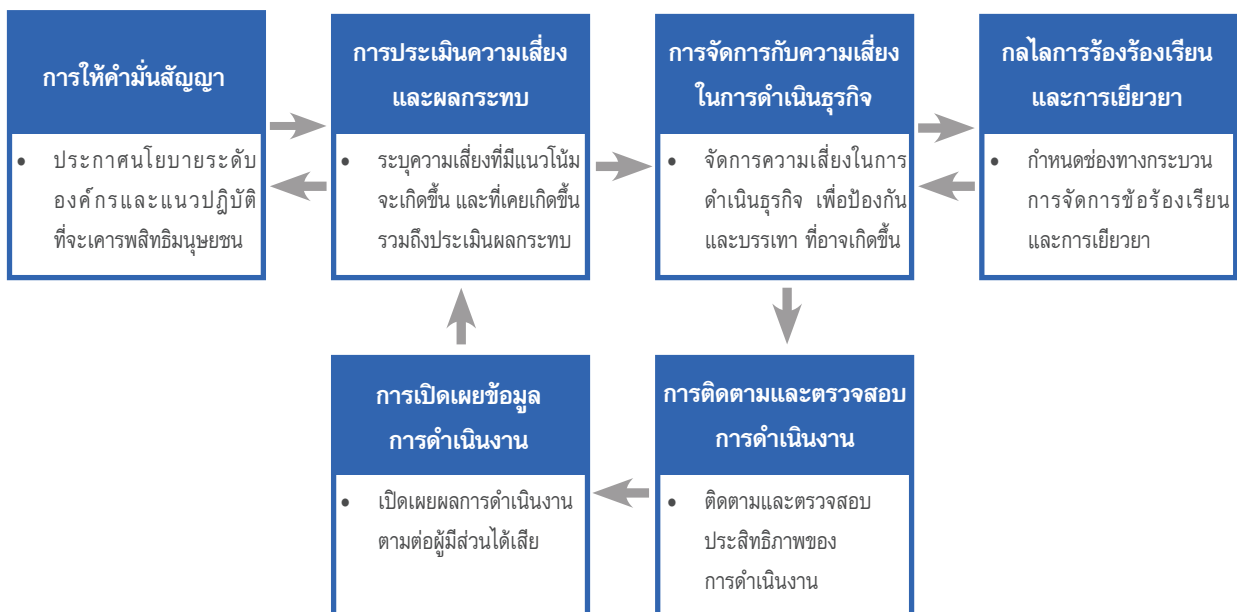 การให้คำมั่นสัญญา
• ประกาศนโยบายระดับ
องค์กรและแนวปฏิบัติ
ที่จะเคารพสิทธิมนุษยชน
การประเมินความเสี่ยง
และผลกระทบ
• ระบุความเสี่ยงที่มีแนวโน้ม
จะเกิดขึ้น และที่เคยเกิดขึ้น
รวมถึงประเมินผลกระทบ
การจัดการกับความเสี่ยง
ในการดำเนินธุรกิจ
• จัดการความเสี่ยงในการ
ดำเนินธุรกิจ เพื่อป้องกัน
และบรรเทา ที่อาจเกิดขึ้น
กลไลการร้องร้องเรียน
และการเยียวยา
• กำหนดช่องทางกระบวน
การจัดการข้อร้องเรียน
และการเยียวยา
การเปิดเผยข้อมูล
การดำเนินงาน
• เปิดเผยผลการดำเนินงาน
ตามต่อผู้มีส่วนได้เสีย
การติดตามและตรวจสอบ
การดำเนินงาน
• ติดตามและตรวจสอบ
ประสิทธิภาพของ
การดำเนินงาน